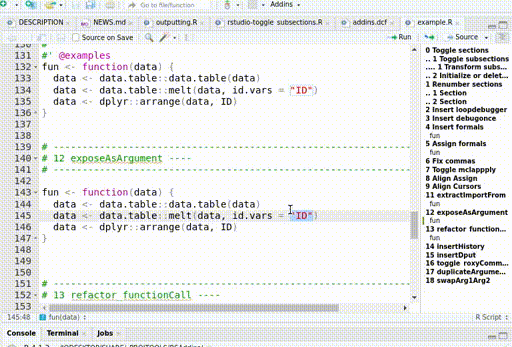 Go to file/function
Addins
DESCRIPTION
NEWS.md
outputting.R
rstudio-toggle_subsections.R
addins.dcf
example.R
Source on Save
Run
Source
131 #' @examples
132 fun <- function(data) {
133 data <- data.table::data.table(data)
134 data <- data.table::melt(data, id.vars = "ID")
135 data <- dplyr::arrange(data, ID)
136 }
137
138
139 # ----
140 # 12 exposeAsArgument ----
141 # ----
142
143 fun <- function(data) {
144 data <- data.table::data.table(data)
145 data <- data.table::melt(data, id.vars = "ID")
146 data <- dplyr::arrange(data, ID)
147 }
148
149
150
151 # ----
152 # 13 refactor functionCall ----
153
0 Toggle sections
.. 1 Toggle subsections
.... 1 Transform subs...
.. 2 Initialize or delet...
1 Renumber sections
.. 1 Section
.. 2 Section
2 Insert loopdebugger
3 Insert debugonce
4 Insert formals
fun
5 Assign formals
fun
6 Fix commas
7 Toggle mclappply
8 Align Assign
9 Align Cursors
11 extractImportFrom
12 exposeAsArgument
fun
13 refactor function...
fun
14 insertHistory
15 insertDput
16 toggle roxyComm...
17 duplicateArgume...
18 swapArg1Arg2
145:48
fun(data)
R Script
Console
Terminal
Jobs